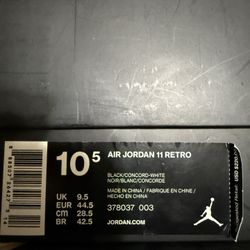 10 5
AIR JORDAN 11 RETRO
BLACK/CONCORD-WHITE
NOIR/BLANC/CONCORDE
378037 003
UK 9.5
EUR 44.5
CM 28.5
BR 42.5
MADE IN CHINA / FABRIQUE EN CHINE /
HECHO EN CHINA
JORDAN.COM